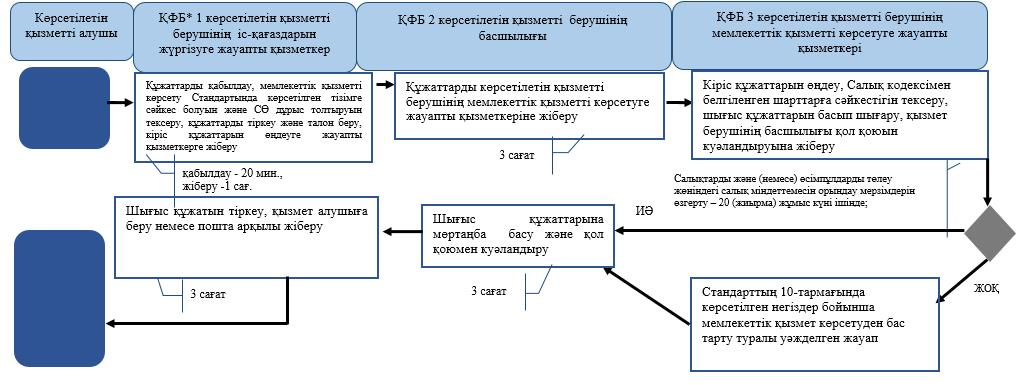 Көрсетілетін
қызметті алушы
ҚФБ* 1 көрсетілетін қызметті
берушінің іс-қағаздарын
жүргізуге жауапты қызметкер
ҚФБ 2 көрсетілетін қызметті берушінің
басшылығы
ҚФБ 3 көрсетілетін қызметті берушінің
мемлекеттік қызметті көрсетуге жауапты
қызметкері
Құжаттарды қабылдау, мемлекеттік қызметті
көрсету Стандартында көрсетілген тізімге
сәйкес болуын және СӨ дұрыс толтыруын
тексеру, құжаттарды тіркеу және талон беру,
кіріс құжаттарын өңдеуге жауапты
қызметкерге жіберу
Құжаттарды көрсетілетін қызметті
берушінің мемлекеттік қызметті көрсетуге
жауапты қызметкеріне жіберу
Кіріс құжаттарын өңдеу, Салық кодексімен
белгіленген шарттарға сәйкестігін тексеру,
шығыс құжаттарын басып шығару, қызмет
берушінің басшылығы қол қоюын
куәландыруына жіберу
қабылдау - 20 мин.,
жіберу -1 сағ.
3 сағат
Салықтарды және (немесе) өсімпұлдарды төлеу
жөніндегі салық міндеттемесін орындау мерзімдерін
өзгерту – 20 (жиырма) жұмыс күні ішінде;
Шығыс құжатын тіркеу, қызмет алушыға
беру немесе пошта арқылы жіберу
Шығыс құжаттарына
мөртаңба басу және қол
қоюмен куәландыру
ИӘ
3 сағат
3 сағат
ЖОҚ
Стандарттың 10-тармағында
көрсетілген негіздер бойынша
мемлекеттік қызмет көрсетуден бас
тарту туралы уәжделген жауап